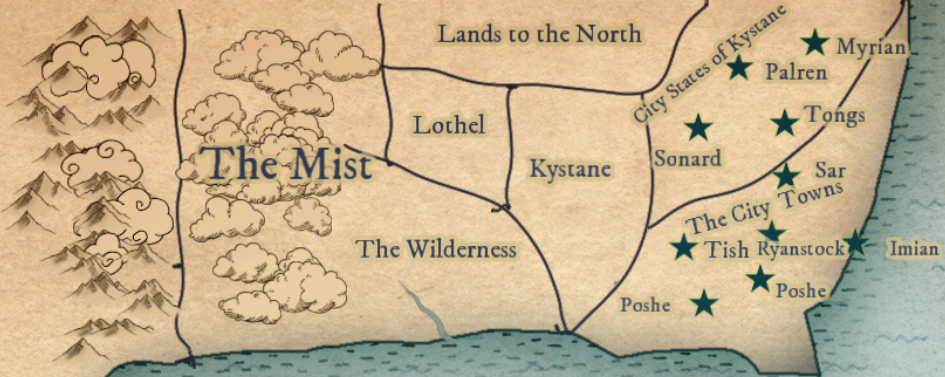 Lands to the North
City States of Kystane
Myrian
Palren
Tongs
Lothel
Sonard
The Mist
Kystane
Sar
The City Towns
The Wilderness
Tish
Ryanstock
Imian
Poshe
Poshe